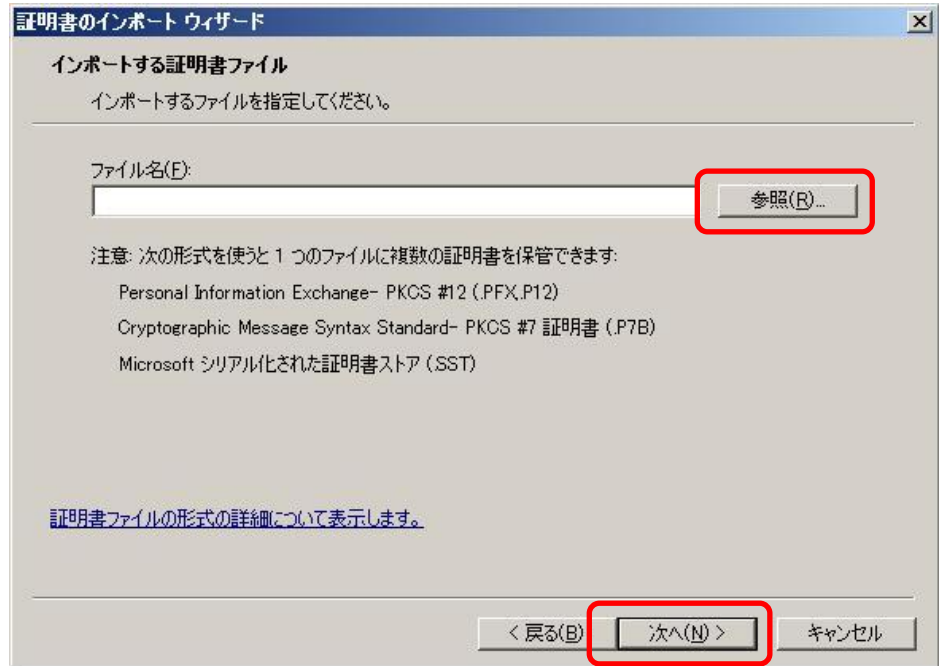 証明書のインポート ウィザード
インポートする証明書ファイル
インポートするファイルを指定してください。
ファイル名(F):
参照(R)...
注意: 次の形式を使うと 1 つのファイルに複数の証明書を保管できます:
Personal Information Exchange- PKCS #12 (.PFX,.P12)
Cryptographic Message Syntax Standard- PKCS #7 証明書 (.P7B)
Microsoft シリアル化された証明書ストア (.SST)
証明書ファイルの形式の詳細について表示します。
< 戻る(B) 次へ(N) > キャンセル